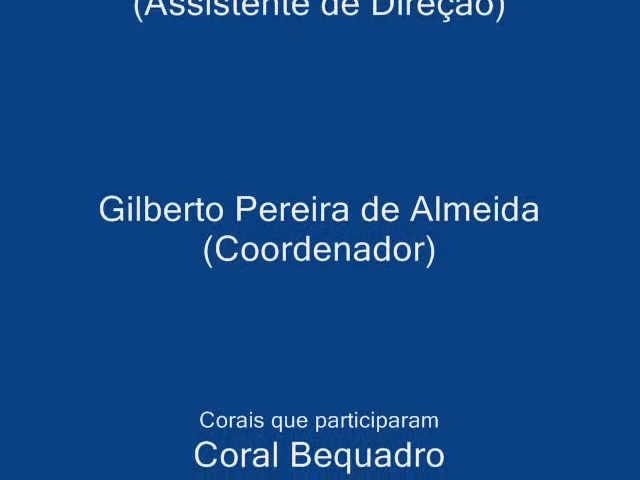 (Assistente de Direção)
Gilberto Pereira de Almeida
(Coordenador)
Corais que participaram
Coral Bequadro